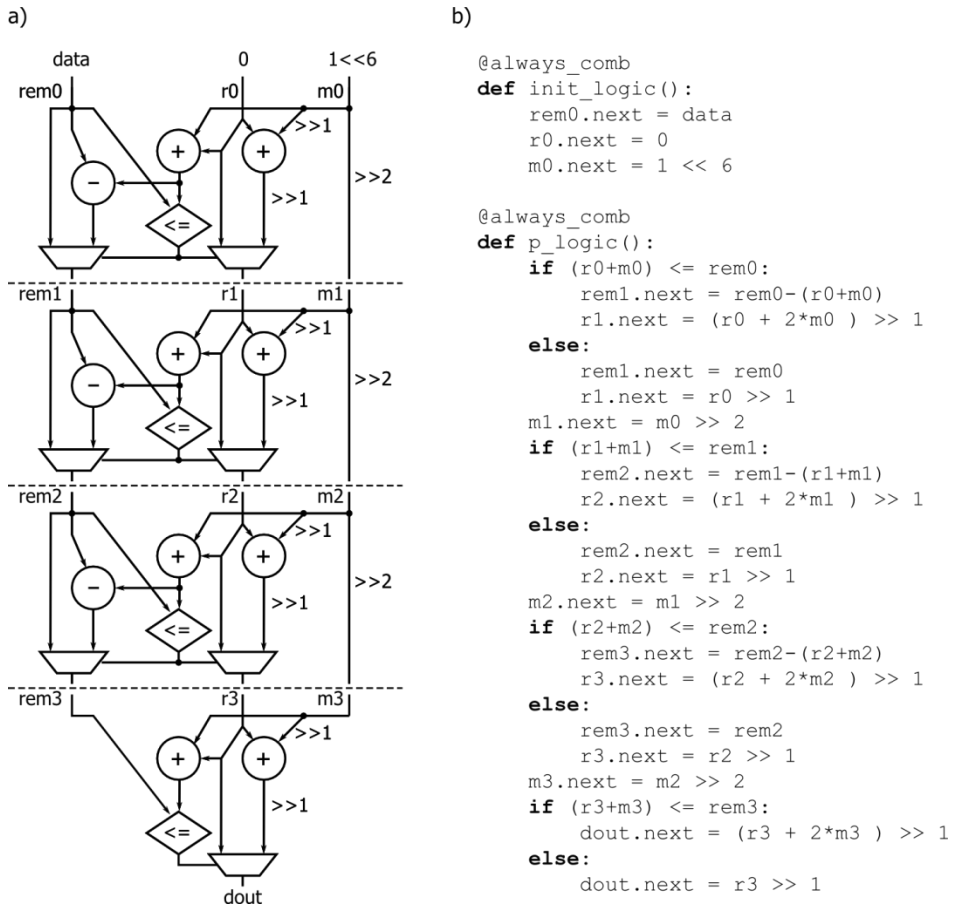 a)
data 0 1<<6
rem0 r0 m0
>>1
+ +
>>2
−
>>1
<=
rem1 r1 m1
>>1
+ +
>>2
−
>>1
<=
rem2 r2 m2
>>1
+ +
>>2
−
>>1
<=
rem3 r3 m3
>>1
+ +
>>1
<=
dout
b)
@always_comb
def init_logic():
    rem0.next = data
    r0.next = 0
    m0.next = 1 << 6
@always_comb
def p_logic():
    if (r0+m0) <= rem0:
        rem1.next = rem0-(r0+m0)
        r1.next = (r0 + 2*m0 ) >> 1
    else:
        rem1.next = rem0
        r1.next = r0 >> 1
    m1.next = m0 >> 2
    if (r1+m1) <= rem1:
        rem2.next = rem1-(r1+m1)
        r2.next = (r1 + 2*m1 ) >> 1
    else:
        rem2.next = rem1
        r2.next = r1 >> 1
    m2.next = m1 >> 2
    if (r2+m2) <= rem2:
        rem3.next = rem2-(r2+m2)
        r3.next = (r2 + 2*m2 ) >> 1
    else:
        rem3.next = rem2
        r3.next = r2 >> 1
    m3.next = m2 >> 2
    if (r3+m3) <= rem3:
        dout.next = (r3 + 2*m3 ) >> 1
    else:
        dout.next = r3 >> 1